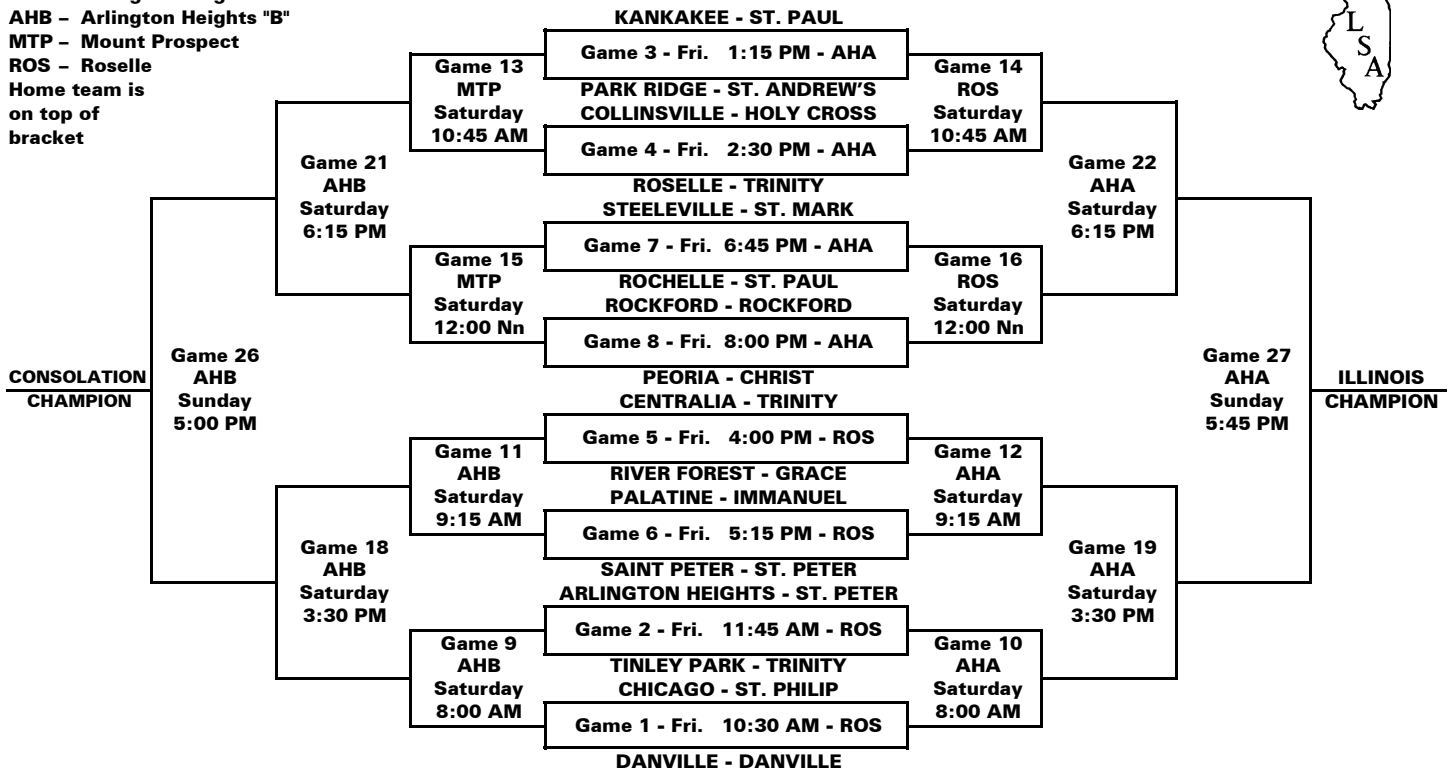 AHB – Arlington Heights "B"
MTP – Mount Prospect
ROS – Roselle
Home team is
on top of
bracket
L
S
A
KANKAKEE - ST. PAUL
Game 3 - Fri. 1:15 PM - AHA
PARK RIDGE - ST. ANDREW'S
COLLINSVILLE - HOLY CROSS
Game 4 - Fri. 2:30 PM - AHA
ROSELLE - TRINITY
STEELEVILLE - ST. MARK
Game 7 - Fri. 6:45 PM - AHA
ROCHELLE - ST. PAUL
ROCKFORD - ROCKFORD
Game 8 - Fri. 8:00 PM - AHA
PEORIA - CHRIST
CENTRALIA - TRINITY
Game 5 - Fri. 4:00 PM - ROS
RIVER FOREST - GRACE
PALATINE - IMMANUEL
Game 6 - Fri. 5:15 PM - ROS
SAINT PETER - ST. PETER
ARLINGTON HEIGHTS - ST. PETER
Game 2 - Fri. 11:45 AM - ROS
TINLEY PARK - TRINITY
CHICAGO - ST. PHILIP
Game 1 - Fri. 10:30 AM - ROS
DANVILLE - DANVILLE
Game 13
MTP
Saturday
10:45 AM
Game 15
MTP
Saturday
12:00 Nn
Game 11
AHB
Saturday
9:15 AM
Game 9
AHB
Saturday
8:00 AM
Game 21
AHB
Saturday
6:15 PM
Game 18
AHB
Saturday
3:30 PM
Game 26
AHB
Sunday
5:00 PM
CONSOLATION
CHAMPION
Game 14
ROS
Saturday
10:45 AM
Game 16
ROS
Saturday
12:00 Nn
Game 12
AHA
Saturday
9:15 AM
Game 10
AHA
Saturday
8:00 AM
Game 22
AHA
Saturday
6:15 PM
Game 19
AHA
Saturday
3:30 PM
Game 27
AHA
Sunday
5:45 PM
ILLINOIS
CHAMPION